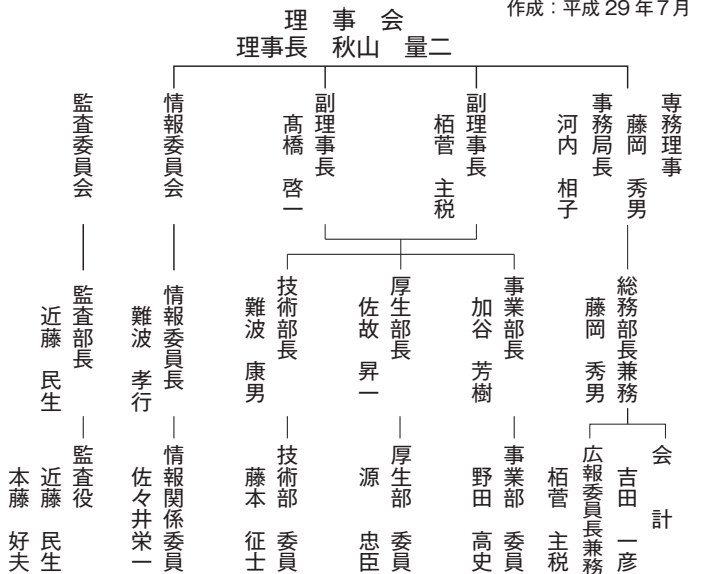 作成：平成 29 年７月
理　事　会
理事長　秋山　量二
専務理事
藤岡　秀男
事務局長
河内　相子
副理事長
栢菅　主税
副理事長
髙橋　啓一
情報委員会
監査委員会
総務部長兼務
藤岡　秀男
事業部長
加谷　芳樹
厚生部長
佐故　昇一
技術部長
難波　康男
情報委員長
難波　孝行
監査部長
近藤　民生
会　計
吉田　一彦
広報委員長兼務
栢菅　主税
事業部　委員
野田　高史
厚生部　委員
源　忠臣
技術部　委員
藤本　征士
情報関係委員
佐々井栄一
監査役
近藤　民生
本藤　好夫